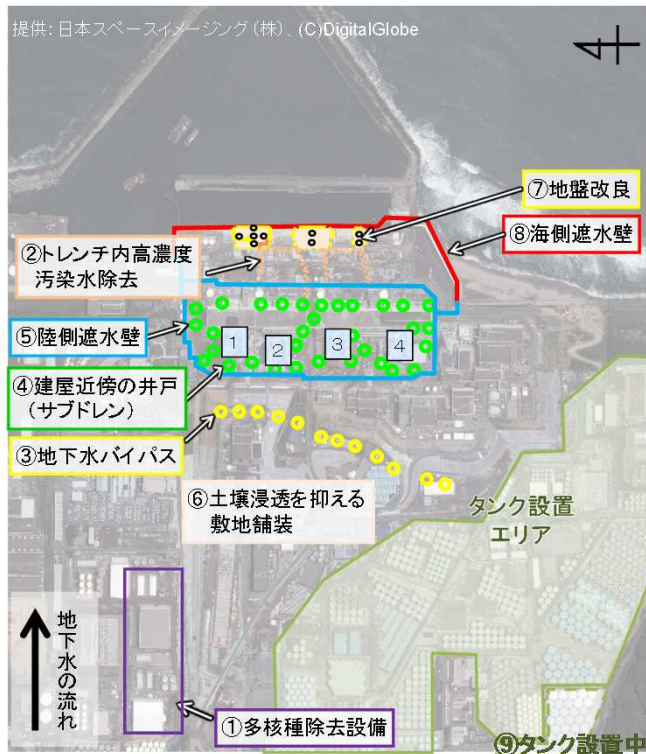 提供: 日本スペースイメージング(株)、(C)DigitalGlobe
⑦地盤改良
⑧海側遮水壁
②トレンチ内高濃度
汚染水除去
⑤陸側遮水壁
1
2
3
4
④建屋近傍の井戸
(サブドレン)
③地下水バイパス
⑥土壌浸透を抑える
敷地舗装
タンク設置
エリア
地下水の流れ
①多核種除去設備
⑨タンク設置中